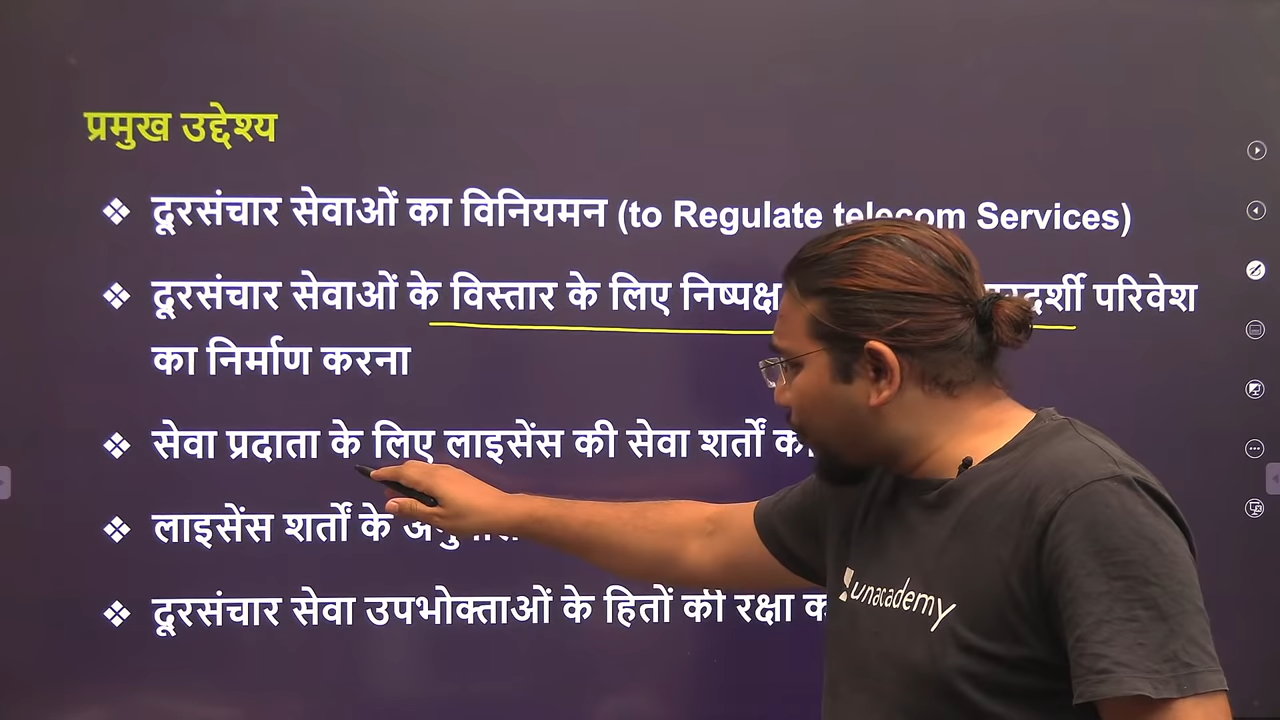 प्रमुख उद्देश्य
❖ दूरसंचार सेवाओं का विनियमन (to Regulate telecom Services)
❖ दूरसंचार सेवाओं के विस्तार के लिए निष्पक्ष परिवेश
का निर्माण करना
❖ सेवा प्रदाता के लिए लाइसेंस की सेवा शर्तों
❖ लाइसेंस शर्तों के
❖ दूरसंचार सेवा उपभोक्ताओं के हितों की रक्षा
unacademy